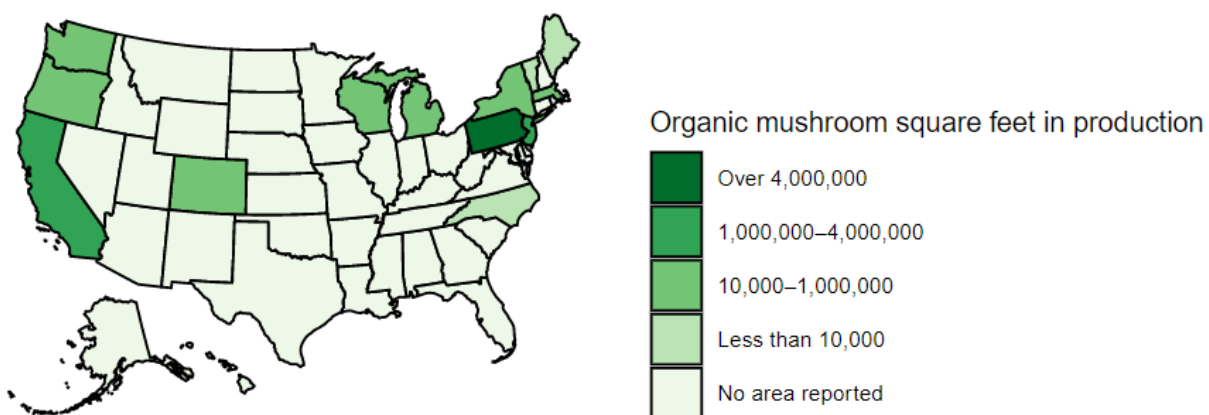 Organic mushroom square feet in production
Over 4,000,000
1,000,000–4,000,000
10,000–1,000,000
Less than 10,000
No area reported